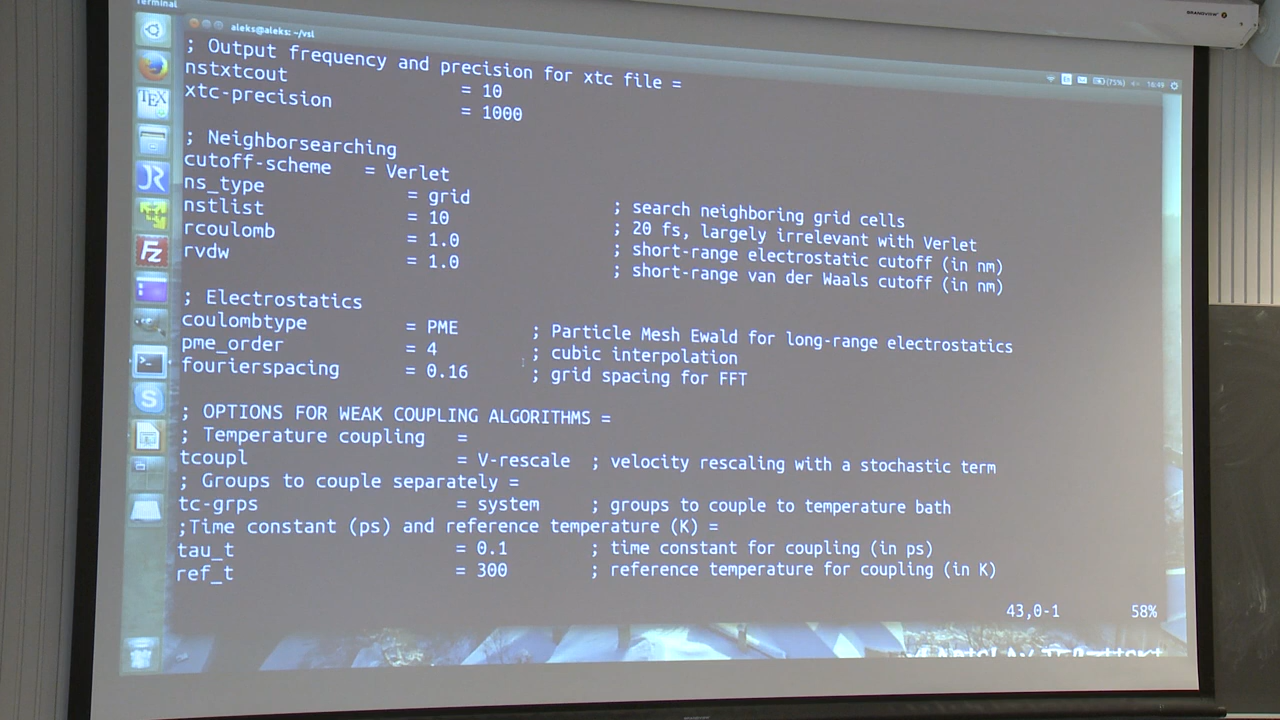 Terminal
aleks@aleks: ~/vsl
; Output frequency and precision for xtc file =
nstxtcout = 10
xtc-precision = 1000
; Neighborsearching
cutoff-scheme = Verlet
ns_type = grid ; search neighboring grid cells
nstlist = 10 ; 20 fs, largely irrelevant with Verlet
rcoulomb = 1.0 ; short-range electrostatic cutoff (in nm)
rvdw = 1.0 ; short-range van der Waals cutoff (in nm)
; Electrostatics
coulombtype = PME ; Particle Mesh Ewald for long-range electrostatics
pme_order = 4 ; cubic interpolation
fourierspacing = 0.16 ; grid spacing for FFT
; OPTIONS FOR WEAK COUPLING ALGORITHMS =
; Temperature coupling =
tcoupl = V-rescale ; velocity rescaling with a stochastic term
; Groups to couple separately =
tc-grps = system ; groups to couple to temperature bath
;Time constant (ps) and reference temperature (K) =
tau_t = 0.1 ; time constant for coupling (in ps)
ref_t = 300 ; reference temperature for coupling (in K)
43,0-1 58%
(75%) 16:49
TEX
Fz